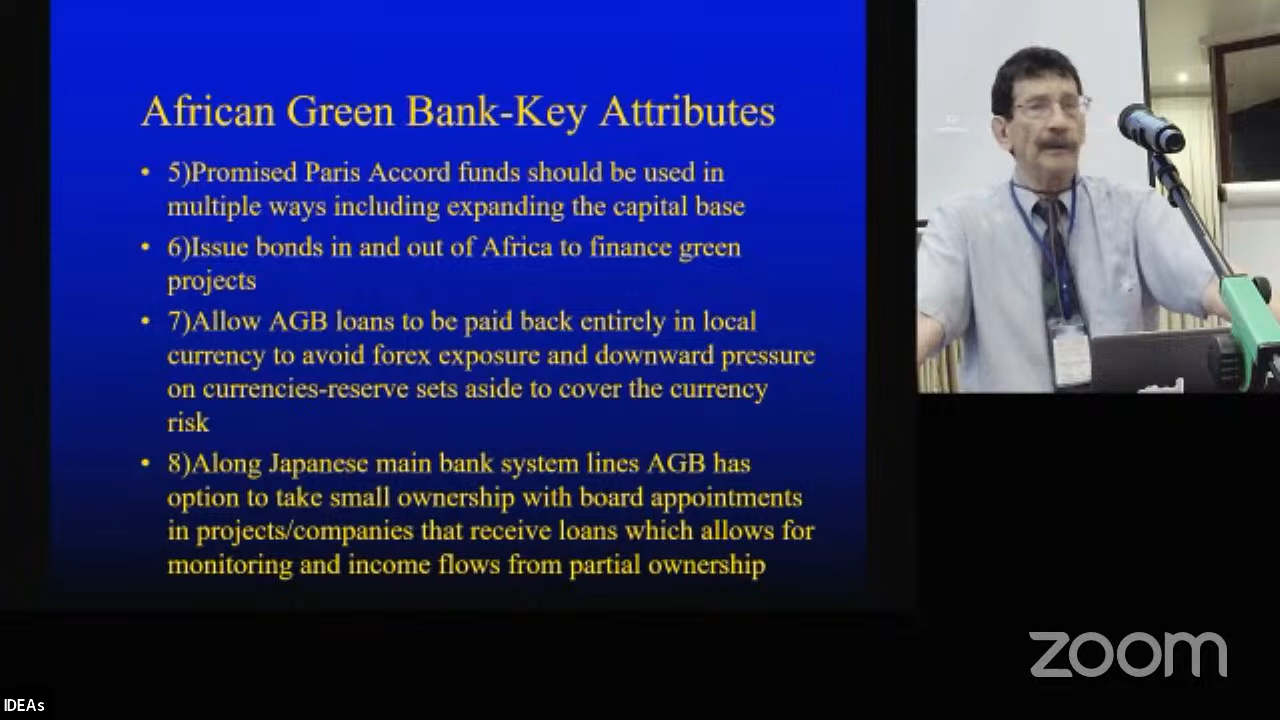 African Green Bank-Key Attributes
• 5)Promised Paris Accord funds should be used in
multiple ways including expanding the capital base
• 6)Issue bonds in and out of Africa to finance green
projects
• 7)Allow AGB loans to be paid back entirely in local
currency to avoid forex exposure and downward pressure
on currencies-reserve sets aside to cover the currency
risk
• 8)Along Japanese main bank system lines AGB has
option to take small ownership with board appointments
in projects/companies that receive loans which allows for
monitoring and income flows from partial ownership
zoom
IDEAs